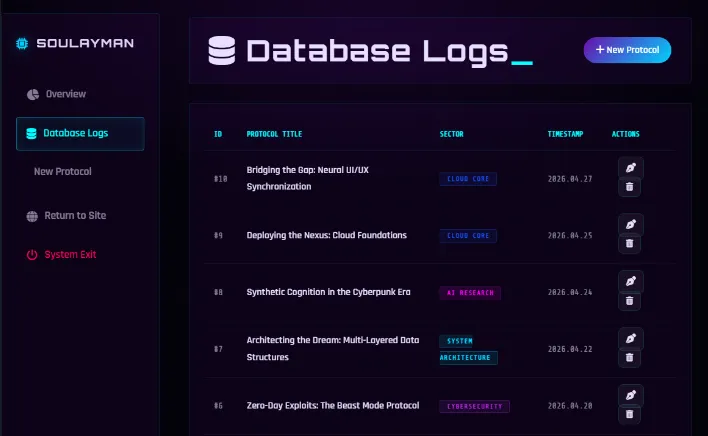 SOULAYMAN
Overview
Database Logs
New Protocol
Return to Site
System Exit
Database Logs_
+ New Protocol
ID PROTOCOL TITLE SECTOR TIMESTAMP ACTIONS
#10 Bridging the Gap: Neural UI/UX
Synchronization
CLOUD CORE 2026.04.27
#9 Deploying the Nexus: Cloud Foundations CLOUD CORE 2026.04.25
#8 Synthetic Cognition in the Cyberpunk Era AI RESEARCH 2026.04.24
#7 Architecting the Dream: Multi-Layered Data
Structures
SYSTEM
ARCHITECTURE
2026.04.22
#6 Zero-Day Exploits: The Beast Mode Protocol CYBERSECURITY 2026.04.20